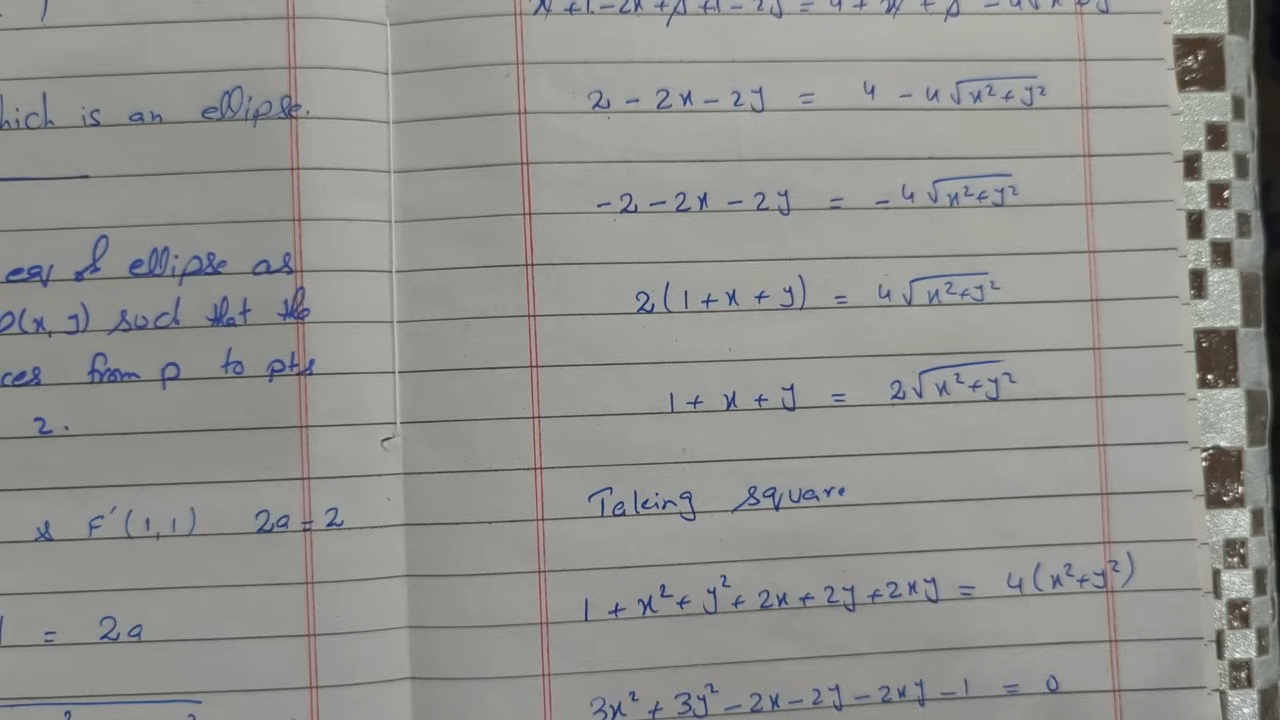 which is an ellipse.
eq of ellipse as
P(x, y) such that the
ces from P to pts
2.
& F'(1,1) 2a = 2
= 2a
2 - 2x - 2y = 4 - 4√x²+y²
-2 - 2x - 2y = -4√x²+y²
2(1+x+y) = 4√x²+y²
1 + x + y = 2√x²+y²
Taking square
1 + x² + y² + 2x + 2y + 2xy = 4(x²+y²)
3x² + 3y² - 2x - 2y - 2xy - 1 = 0